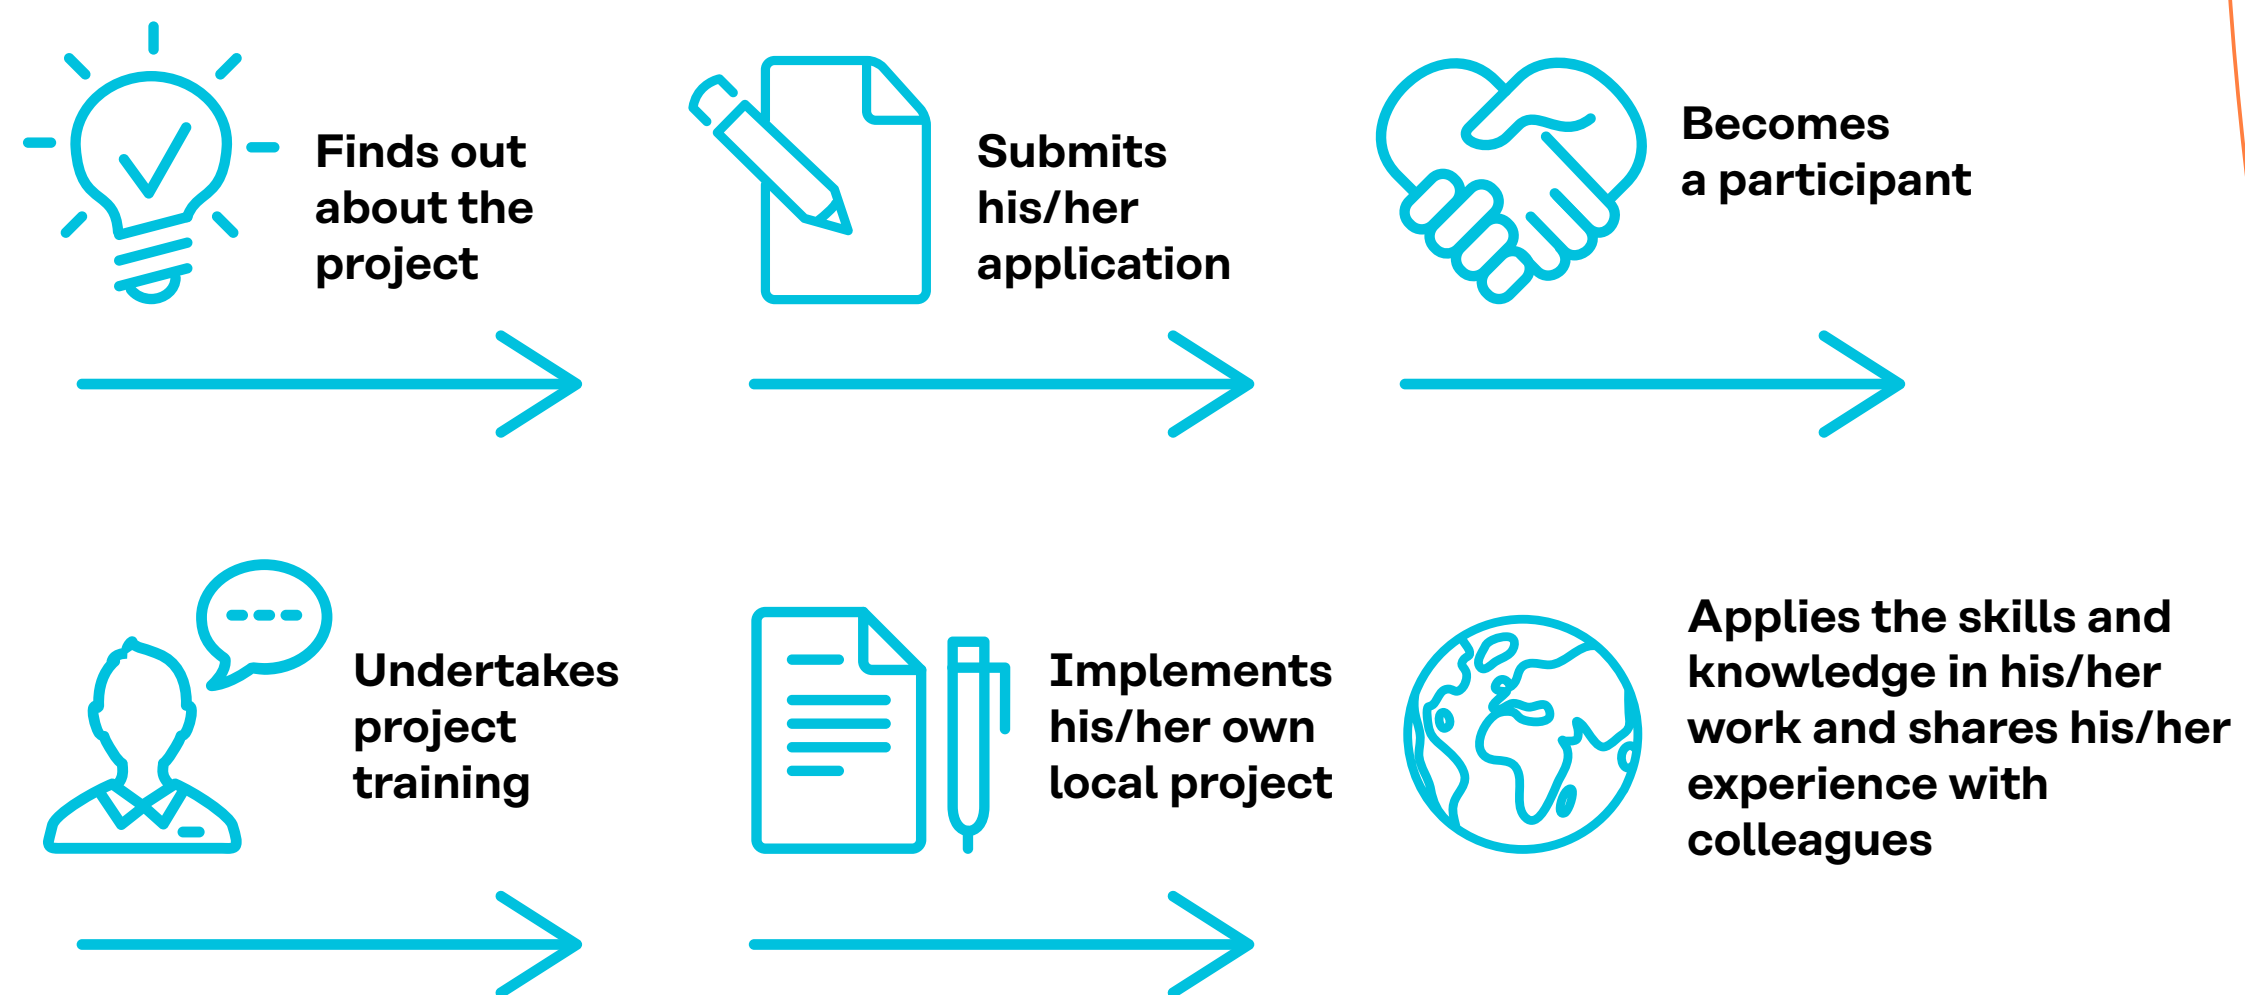 Finds out
about the
project
Submits
his/her
application
Becomes
a participant
Undertakes
project
training
Implements
his/her own
local project
Applies the skills and
knowledge in his/her
work and shares his/her
experience with
colleagues